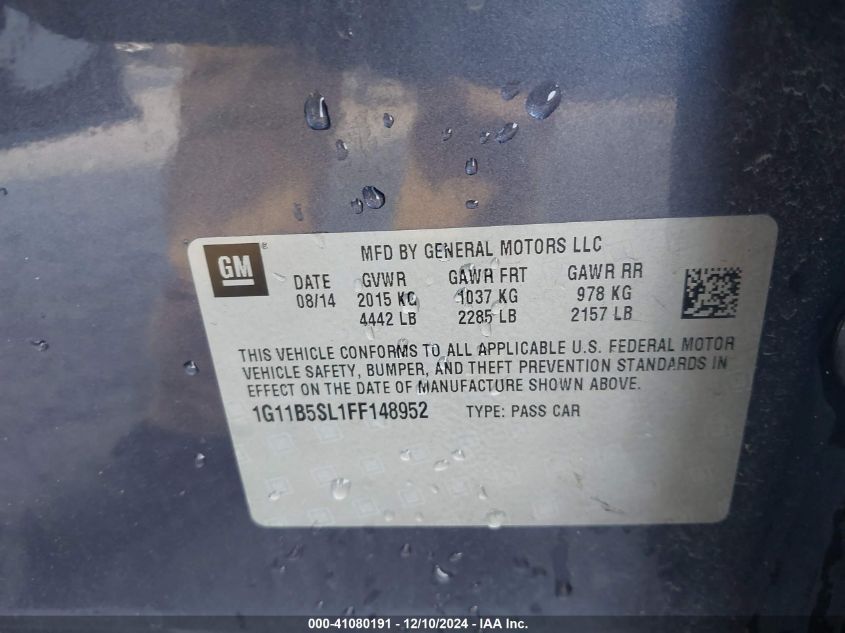 GM ®
MFD BY GENERAL MOTORS LLC
DATE GVWR GAWR FRT GAWR RR
08/14 2015 KG 1037 KG 978 KG
4442 LB 2285 LB 2157 LB
THIS VEHICLE CONFORMS TO ALL APPLICABLE U.S. FEDERAL MOTOR
VEHICLE SAFETY, BUMPER, AND THEFT PREVENTION STANDARDS IN
EFFECT ON THE DATE OF MANUFACTURE SHOWN ABOVE.
1G11B5SL1FF148952 TYPE: PASS CAR
000-41080191 - 12/10/2024 - IAA Inc.